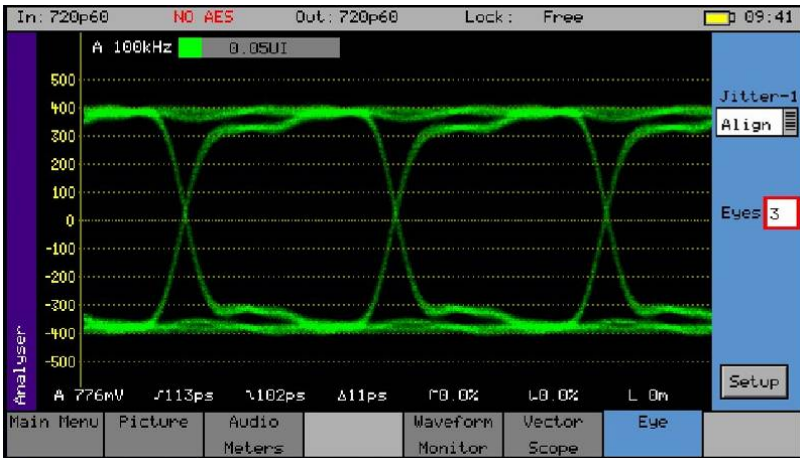 In: 720p60 NO AES Out: 720p60 Lock: Free 09:41
A 100kHz 0.05UI
500
400
300
200
100
0
-100
-200
-300
-400
-500
Analyser
Jitter-1
Align
Eyes 3
Setup
A 776mV 113ps 102ps Δ11ps 0.0% 0.0% L 0m
Main Menu Picture Audio Meters Waveform Monitor Vector Scope Eye